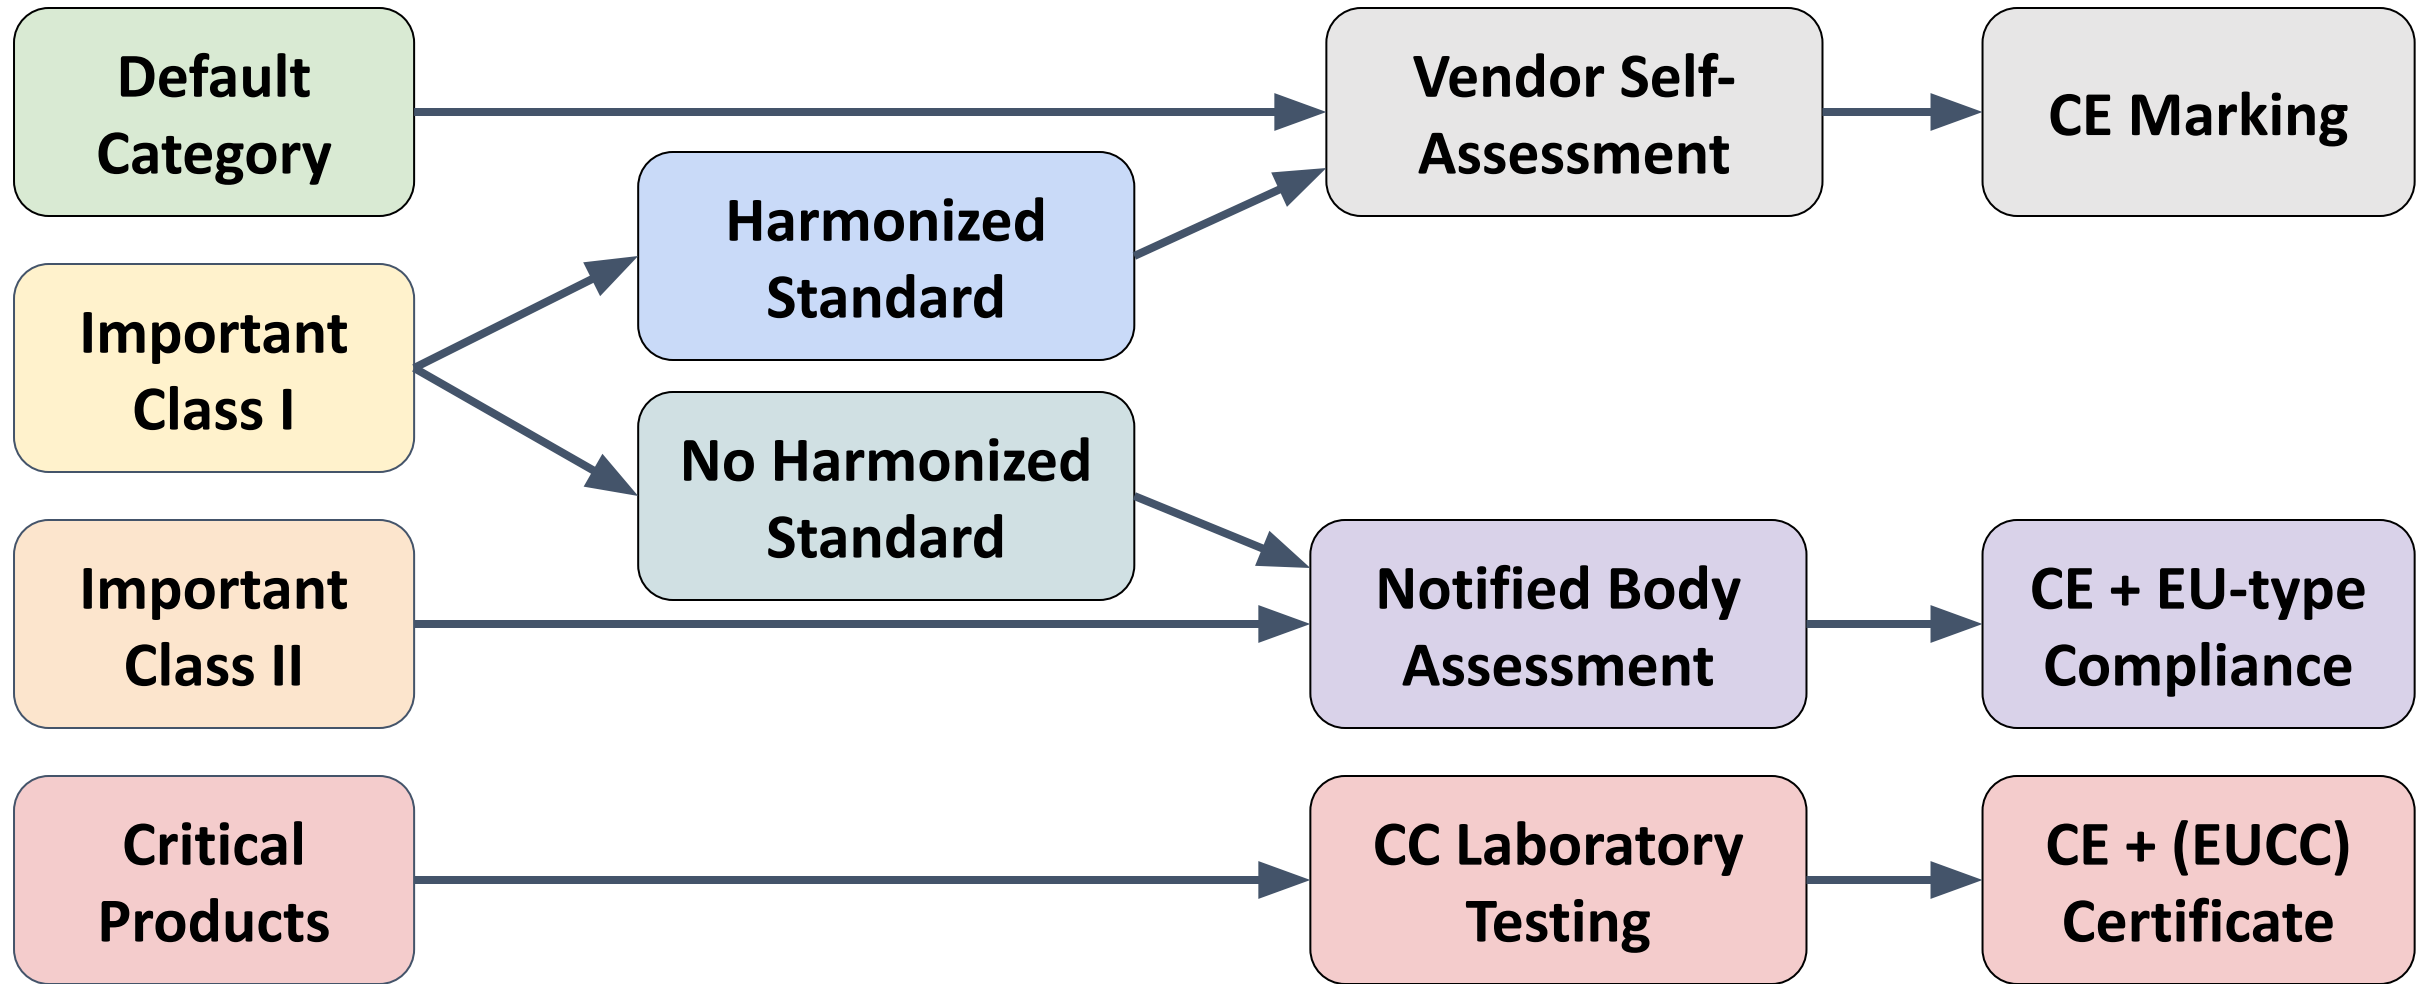 Default
Category
Vendor Self-
Assessment
CE Marking
Harmonized
Standard
Important
Class I
No Harmonized
Standard
Important
Class II
Notified Body
Assessment
CE + EU-type
Compliance
Critical
Products
CC Laboratory
Testing
CE + (EUCC)
Certificate